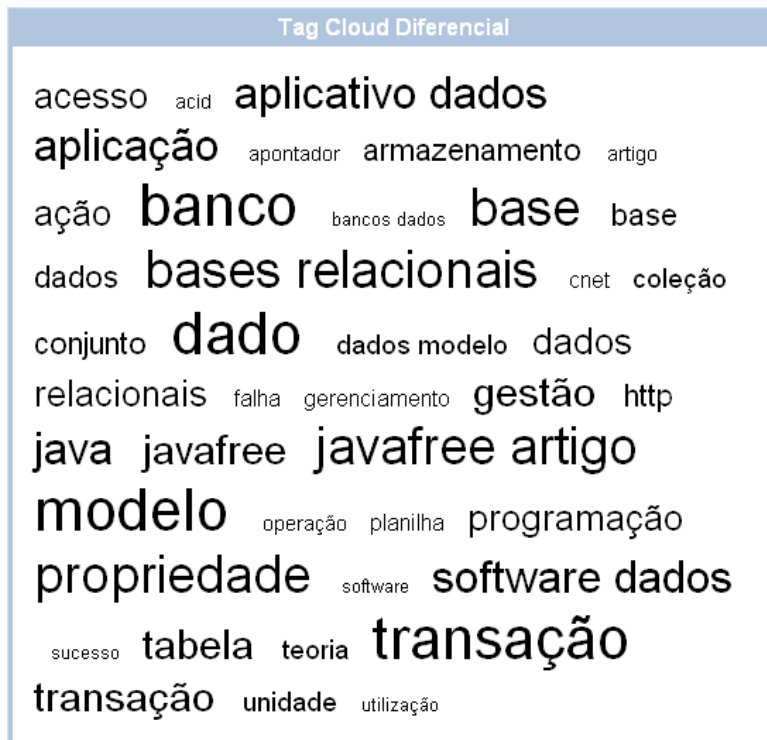 Tag Cloud Diferencial
acesso acid aplicativo dados
aplicação apontador armazenamento artigo
ação banco bancos dados base base
dados bases relacionais cnet coleção
conjunto dado dados modelo dados
relacionais falha gerenciamento gestão http
java javafree javafree artigo
modelo operação planilha programação
propriedade software software dados
sucesso tabela teoria transação
transação unidade utilização